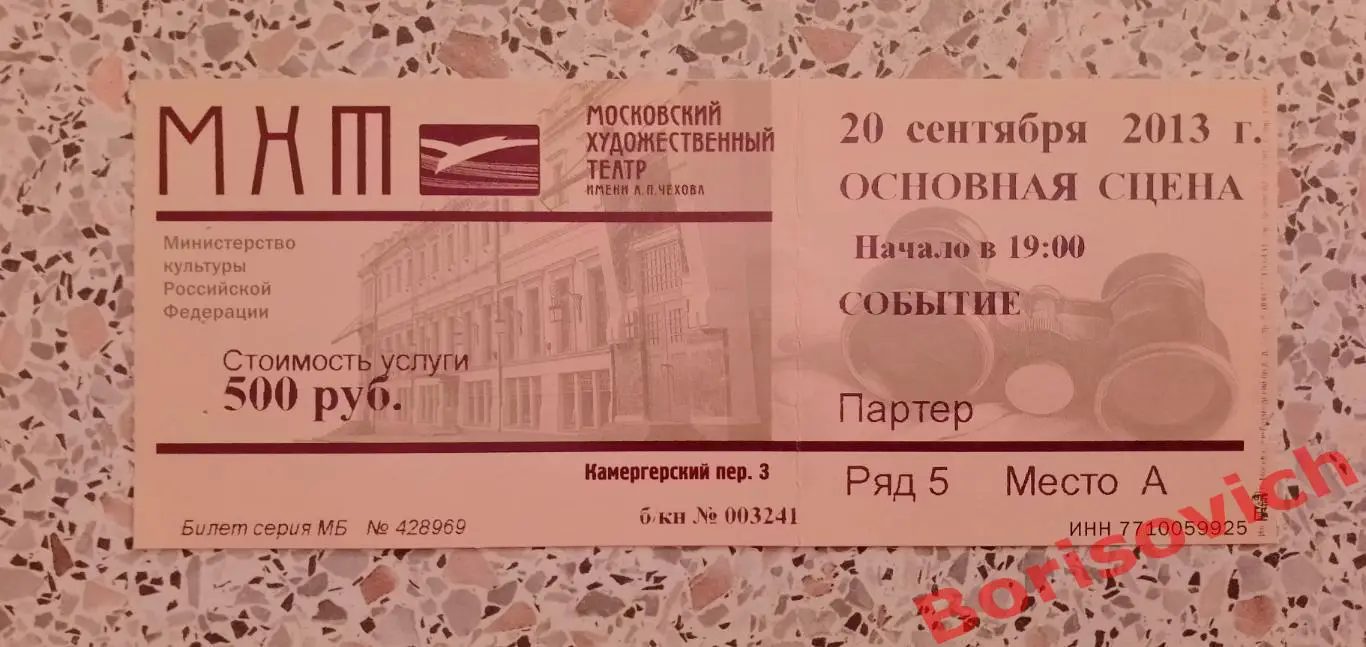 МХТ
МОСКОВСКИЙ
ХУДОЖЕСТВЕННЫЙ
ТЕАТР
ИМЕНИ А.П.ЧЕХОВА
Министерство
культуры
Российской
Федерации
Стоимость услуги
500 руб.
Камергерский пер. 3
Билет серия МБ № 428969
б/кн № 003241
20 сентября 2013 г.
ОСНОВНАЯ СЦЕНА
Начало в 19:00
СОБЫТИЕ
Партер
Ряд 5 Место А
ИНН 7710059925
Borisovich